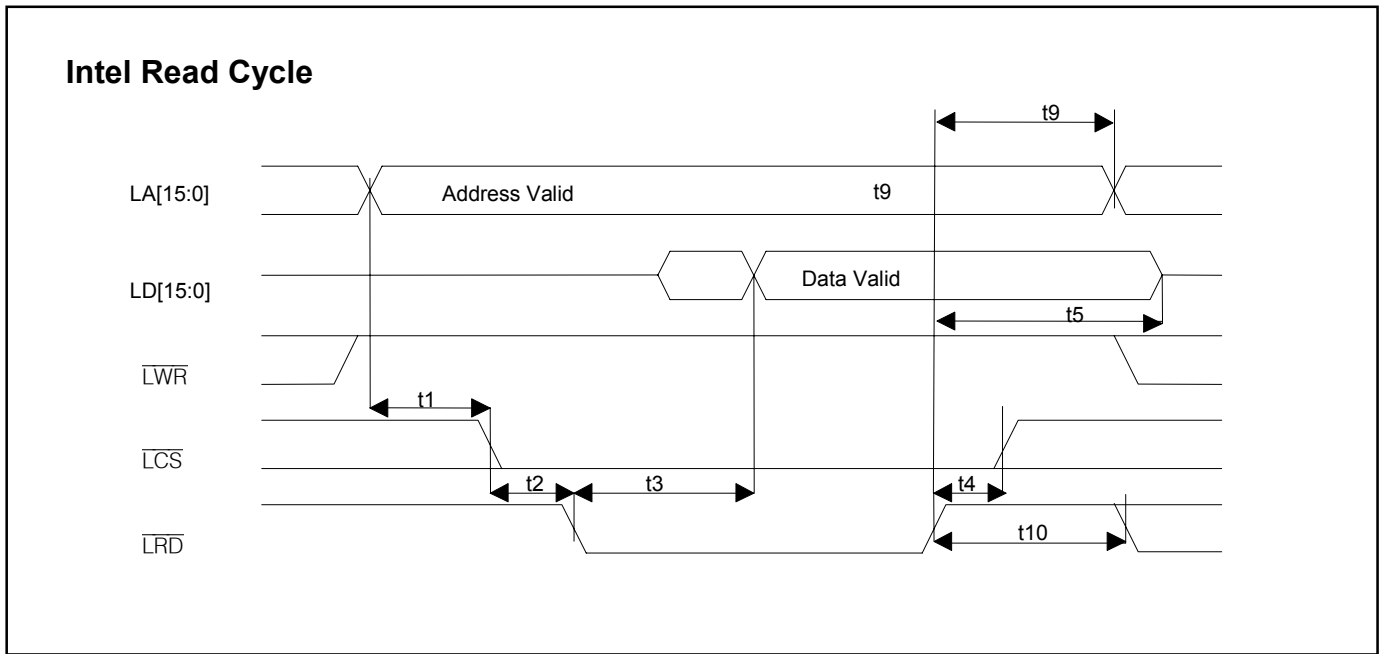 Intel Read Cycle
t9
LA[15:0]
Address Valid
t9
LD[15:0]
Data Valid
t5
LWR
t1
LCS
t2
t3
t4
LRD
t10